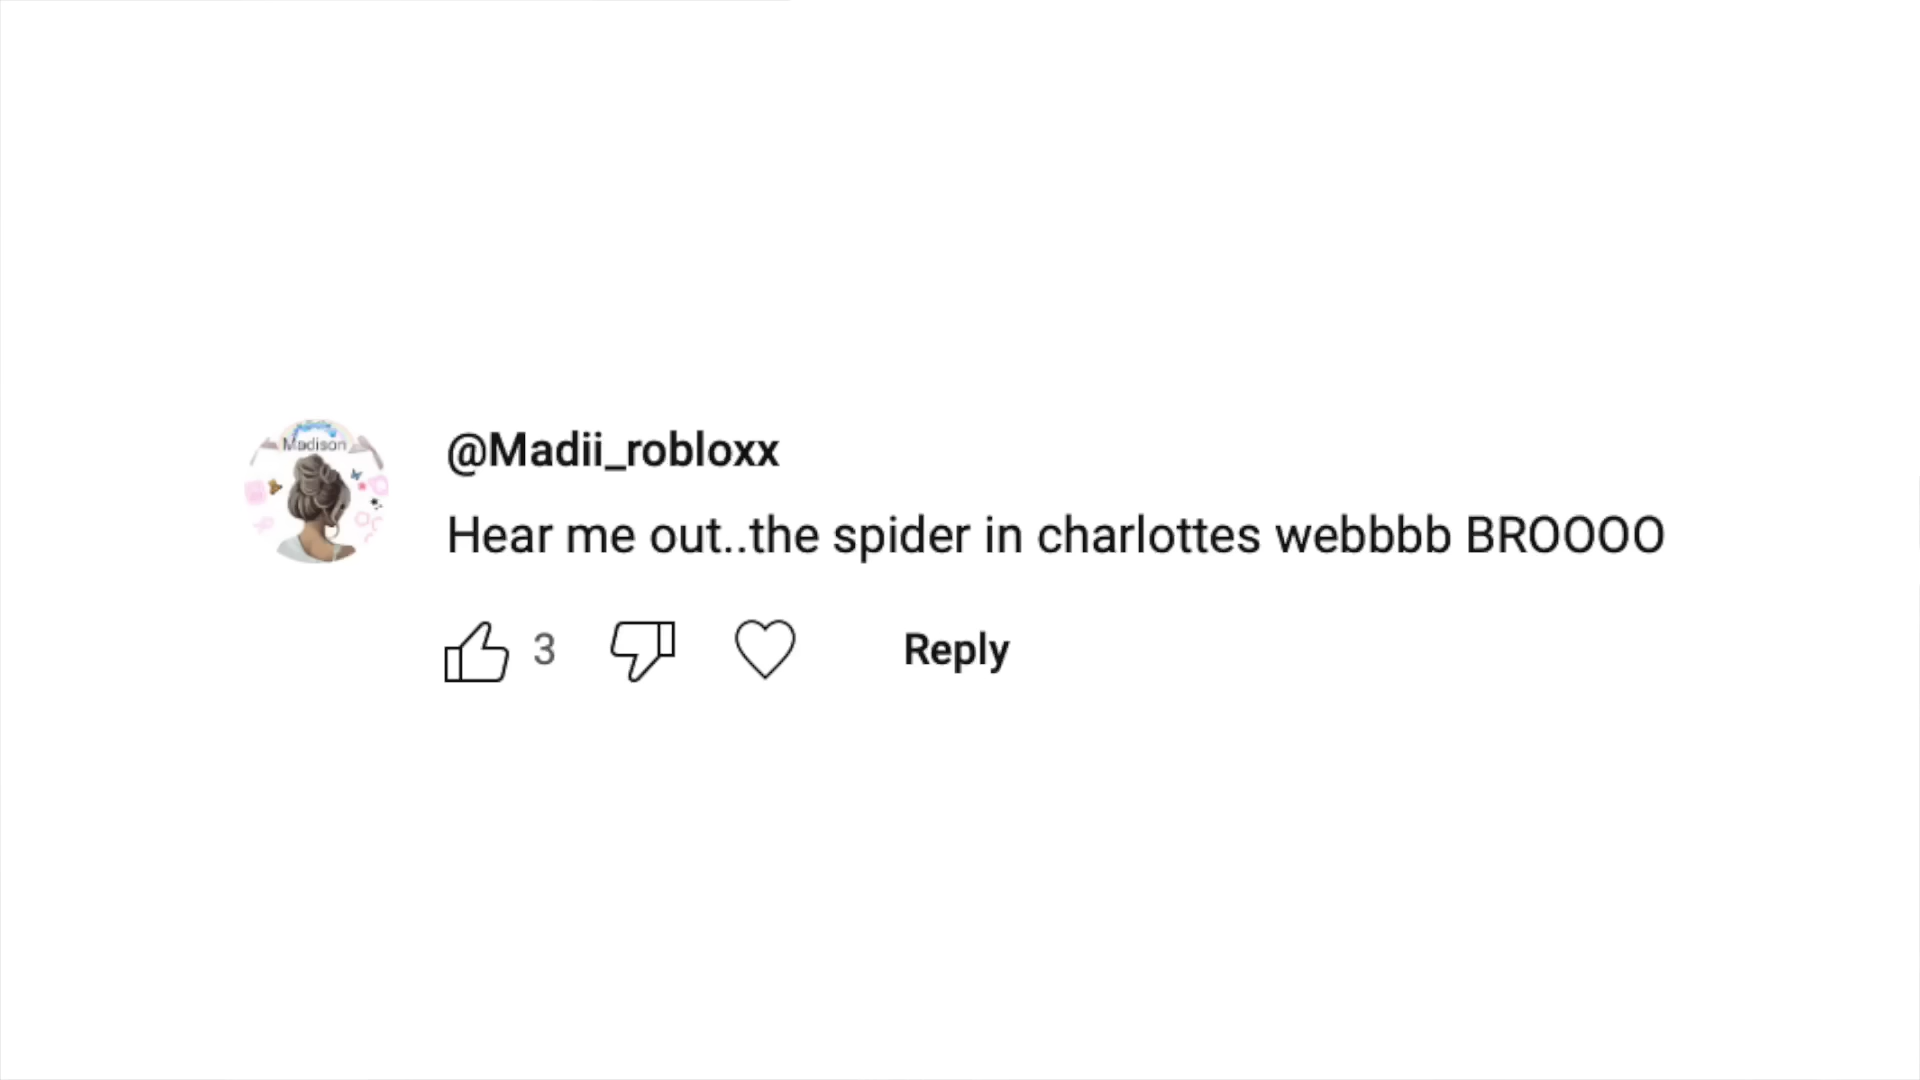 Madison
@Madii_robloxx
Hear me out..the spider in charlottes webbbb BROOOO
3
Reply